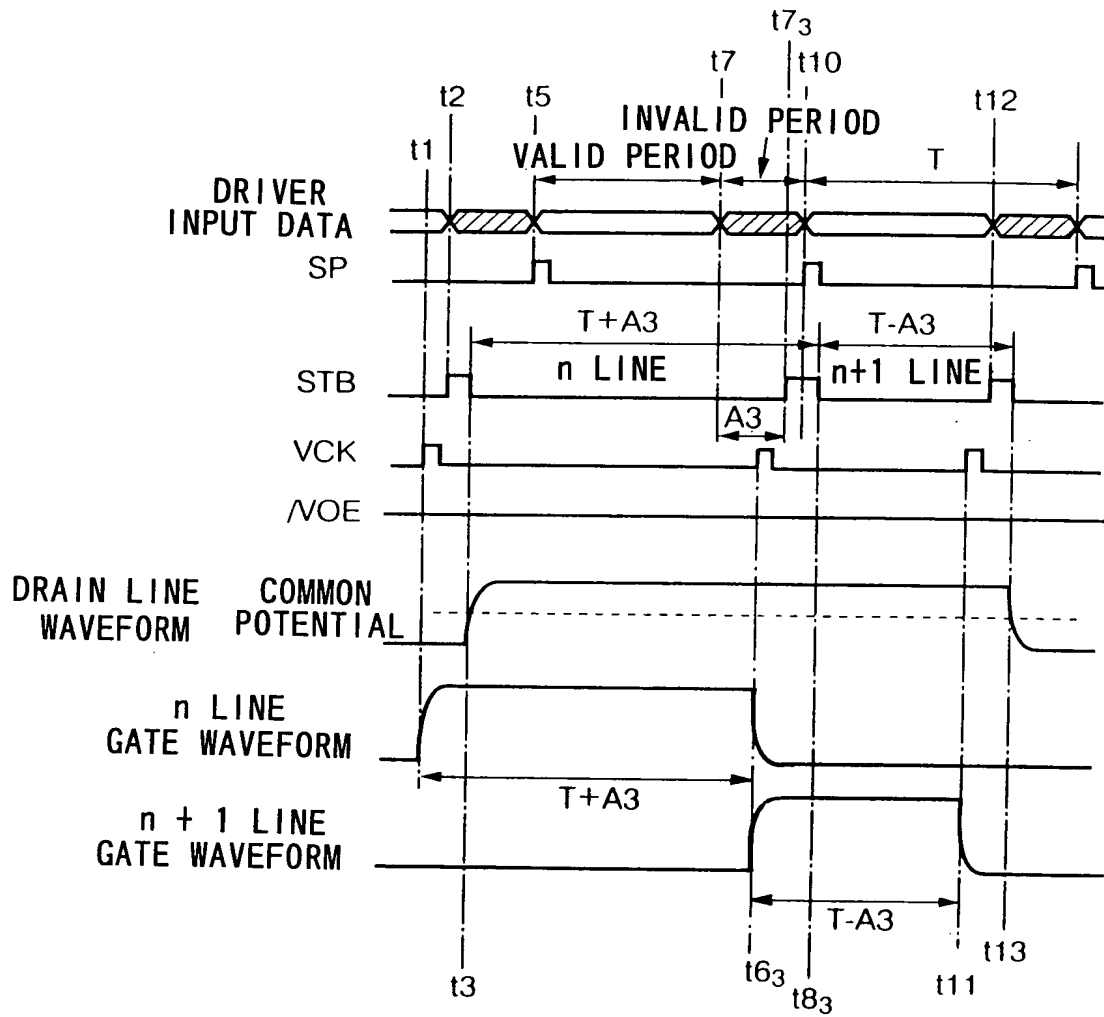 t7₃
t7 t10
t2 t5 t12
INVALID PERIOD
t1 VALID PERIOD T
DRIVER
INPUT DATA
SP
T+A3 T-A3
STB n LINE n+1 LINE
A3
VCK
/VOE
DRAIN LINE COMMON
WAVEFORM POTENTIAL
n LINE
GATE WAVEFORM
T+A3
n + 1 LINE
GATE WAVEFORM
T-A3
t3 t6₃ t11 t13
t8₃